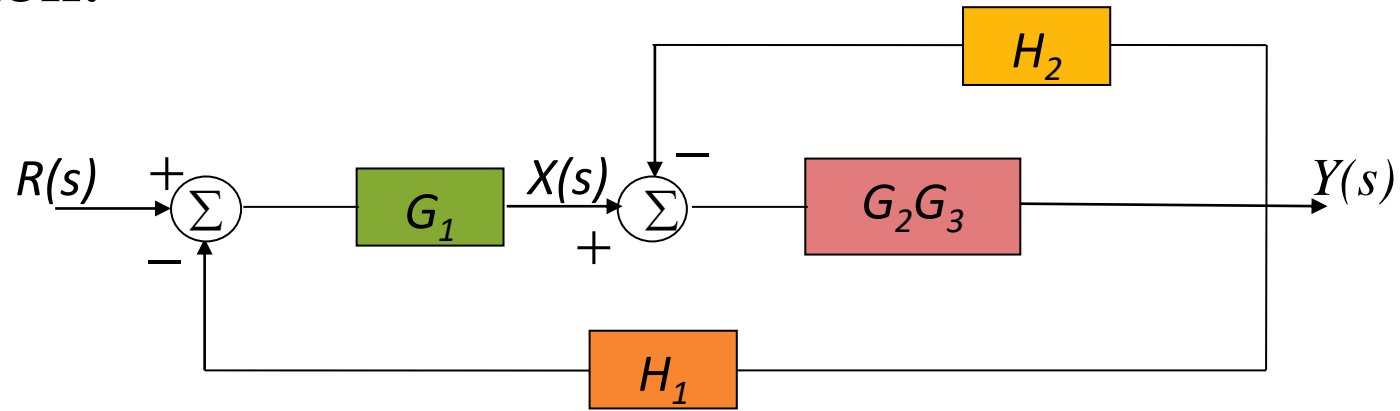 H₂
R(s) + Σ G₁ X(s) + Σ − G₂G₃ Y(s)
−
H₁